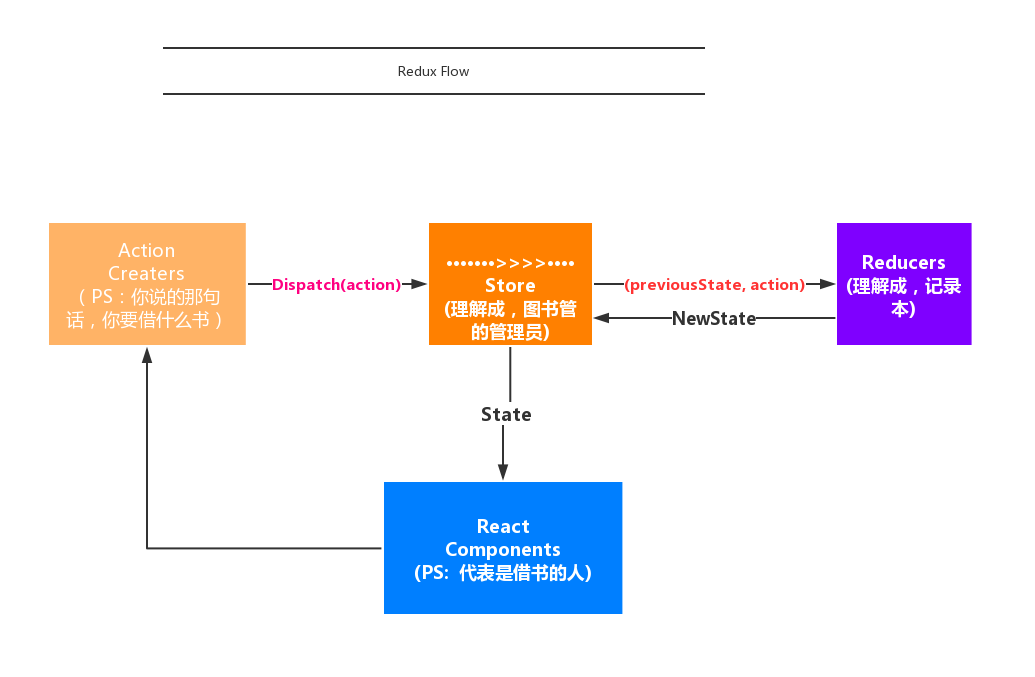 Redux Flow
Action
Creaters
（ PS：你说的那句
话，你要借什么书 ）
Dispatch(action)
•••••••>>>>••••
Store
(理解成，图书管
的管理员)
(previousState, action)
NewState
Reducers
(理解成，记录
本)
State
React
Components
(PS: 代表是借书的人)